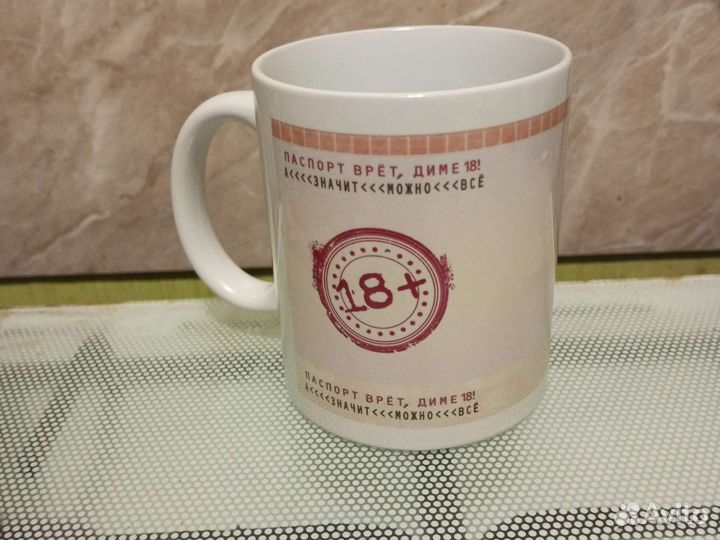 ПАСПОРТ ВРЁТ, ДИМЕ 18!
А<<<<ЗНАЧИТ<<<МОЖНО<<<ВСЁ
18+
ПАСПОРТ ВРЁТ, ДИМЕ 18!
А<<<<ЗНАЧИТ<<<МОЖНО<<<ВСЁ
Avito